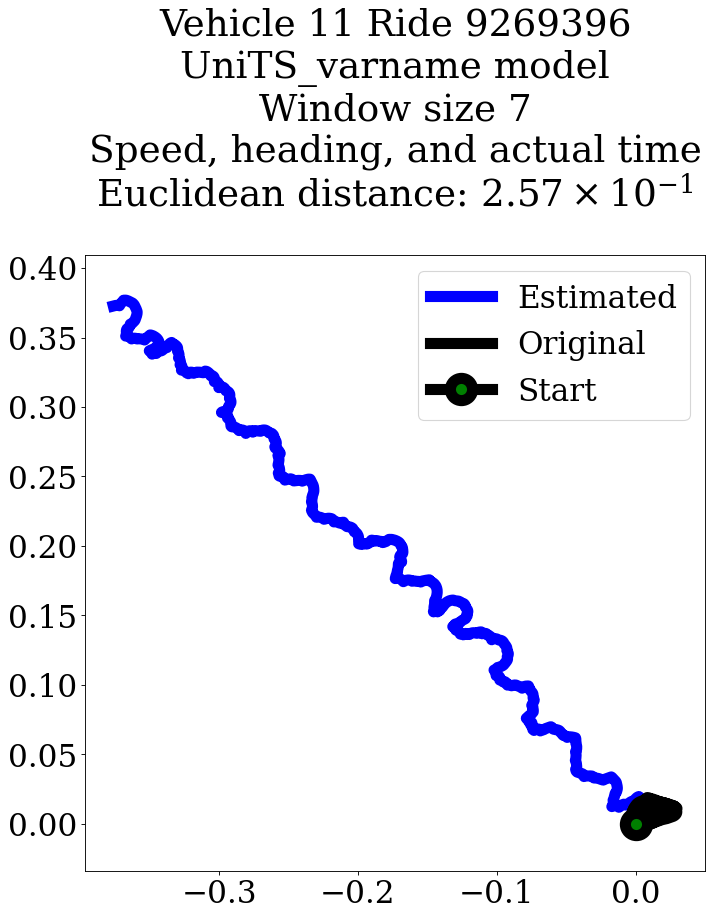 Vehicle 11 Ride 9269396
UniTS_varname model
Window size 7
Speed, heading, and actual time
Euclidean distance: 2.57 × 10⁻¹
Estimated
Original
Start
0.40
0.35
0.30
0.25
0.20
0.15
0.10
0.05
0.00
−0.3
−0.2
−0.1
0.0